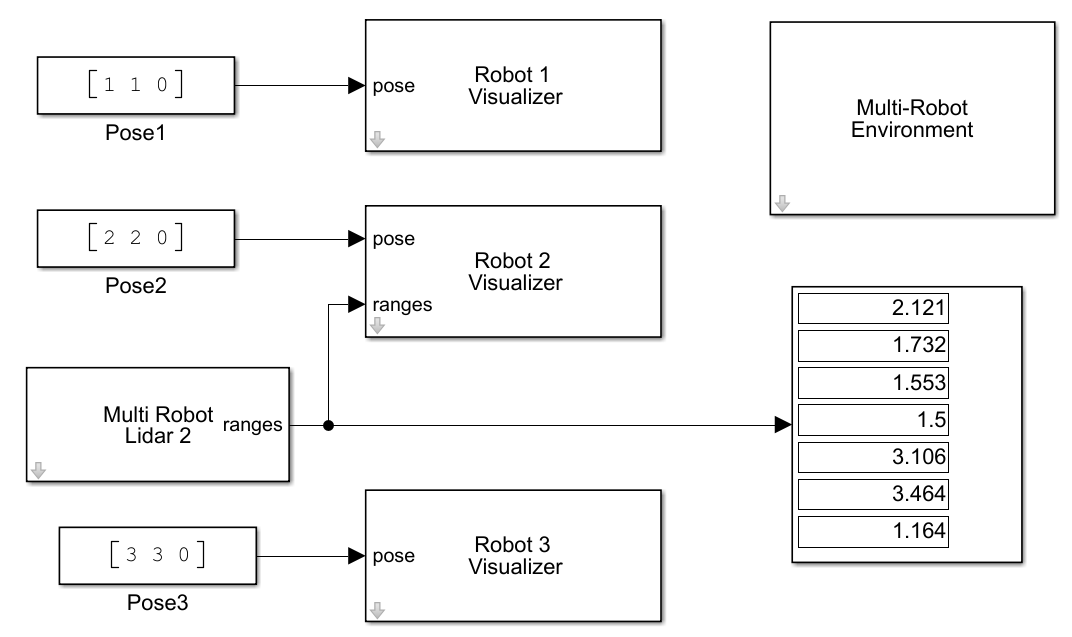 [1 1 0]
Pose1
pose
Robot 1
Visualizer
Multi-Robot
Environment
[2 2 0]
Pose2
pose
ranges
Robot 2
Visualizer
Multi Robot
Lidar 2
ranges
2.121
1.732
1.553
1.5
3.106
3.464
1.164
[3 3 0]
Pose3
pose
Robot 3
Visualizer